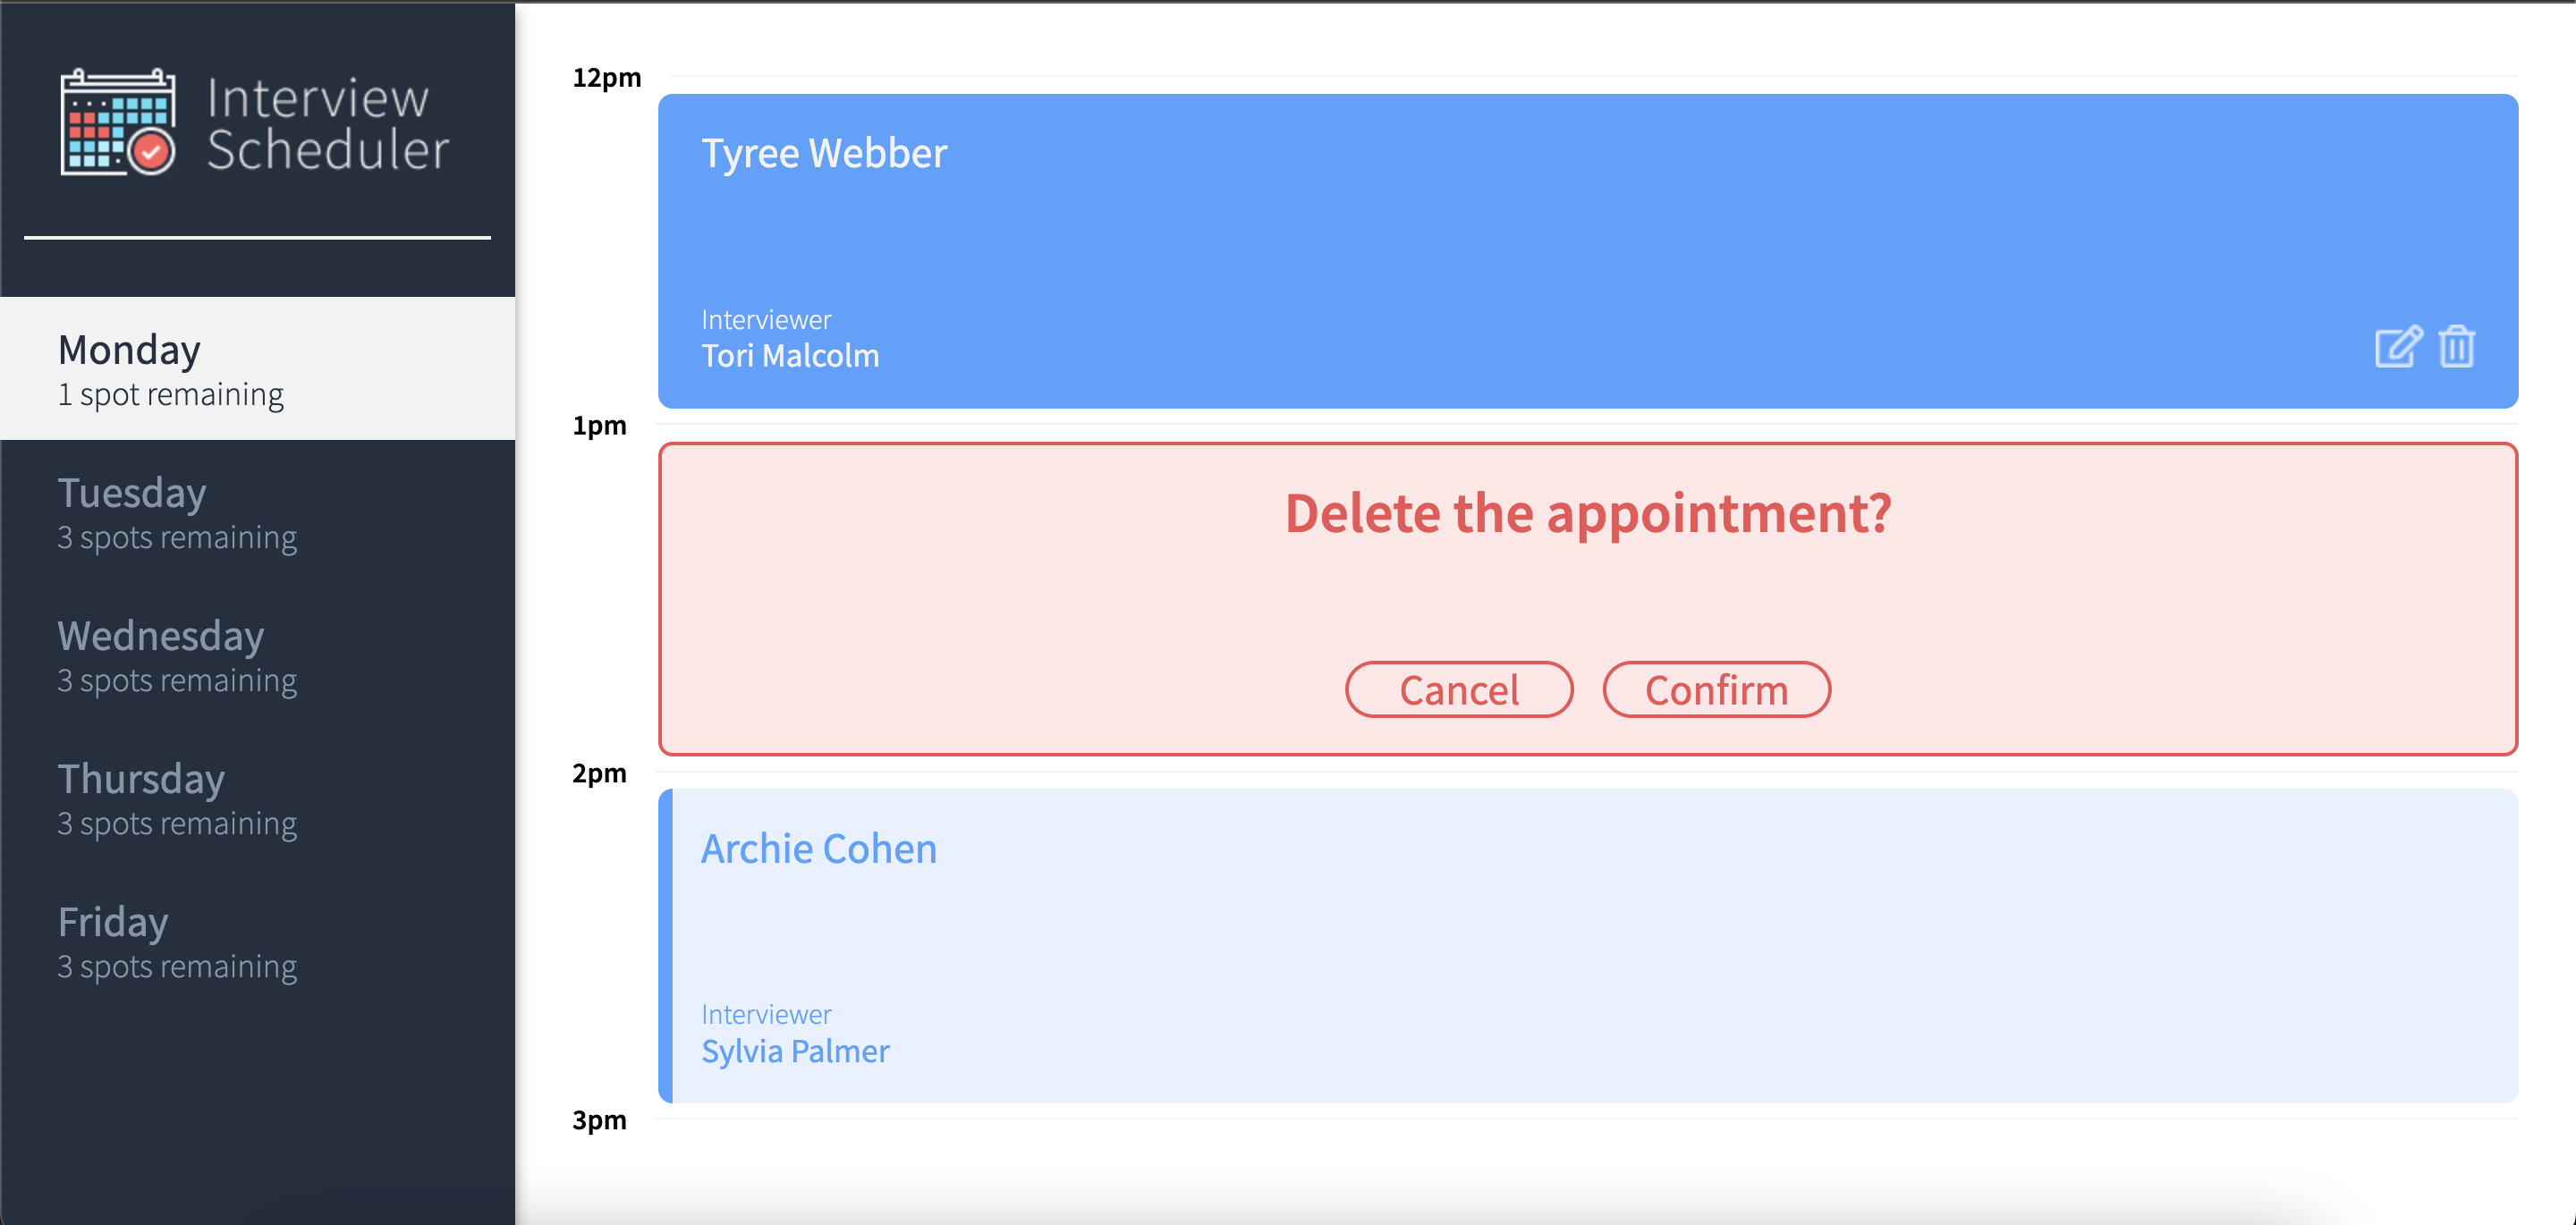 Interview
Scheduler
Monday
1 spot remaining
Tuesday
3 spots remaining
Wednesday
3 spots remaining
Thursday
3 spots remaining
Friday
3 spots remaining
12pm
Tyree Webber
Interviewer
Tori Malcolm
1pm
Delete the appointment?
Cancel Confirm
2pm
Archie Cohen
Interviewer
Sylvia Palmer
3pm